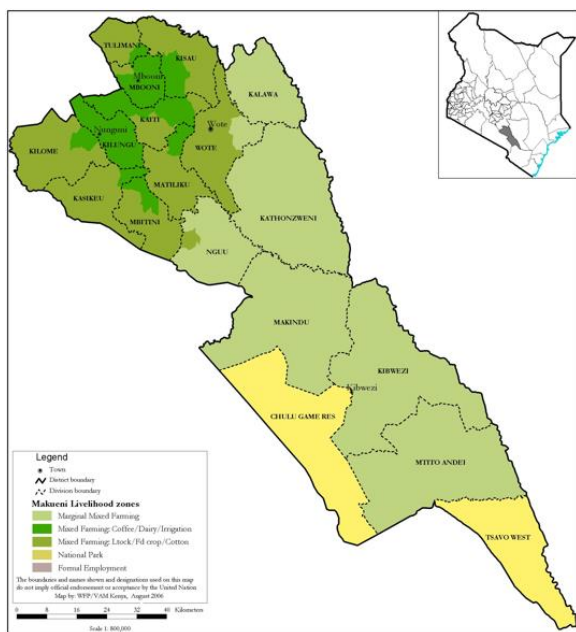 TULIMANI
KISAU
Mbooni
MBOONI
KALAWA
KAITI
Wote
Nunguni
KILOME
KILUNGU
WOTE
MATILIKU
KASIKEU
KATHONZWENI
MBITINI
NGUU
MAKINDU
KIBWEZI
Kibwezi
CHULU GAME RES
MTITO ANDEI
TSAVO WEST
Legend
Town
District boundary
Division boundary
Makueni Livelihood zones
Marginal Mixed Farming
Mixed Farming: Coffee/Dairy/Irrigation
Mixed Farming: Ltock/Fd crop/Cotton
National Park
Formal Employment
The boundaries and names shown and designations used on this map
do not imply official endorsement or acceptance by the United Nation
Map by: WFP/VAM Kenya, August 2006
0 8 16 24 32 40 Kilometers
Scale 1: 800,000